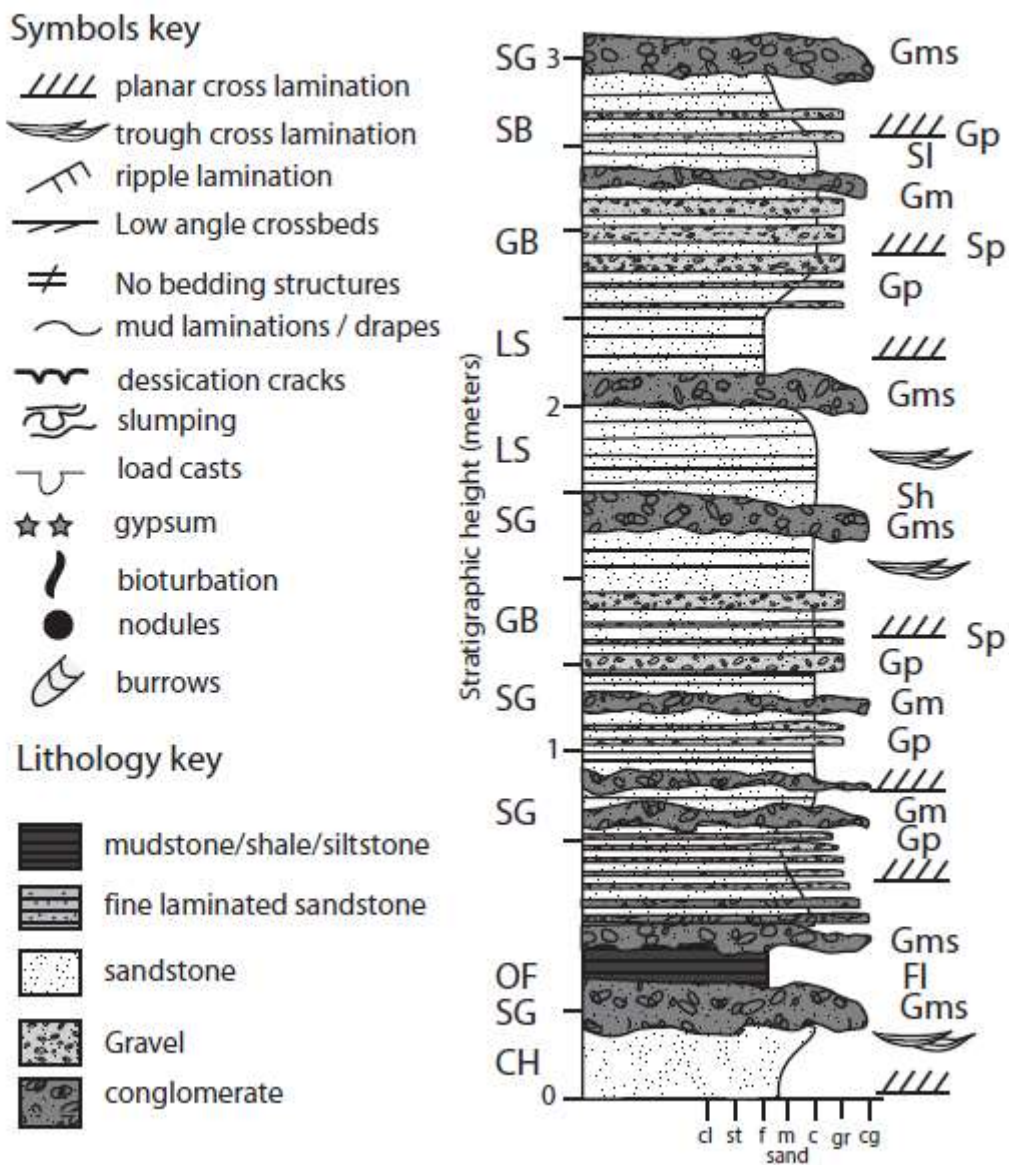 Symbols key
planar cross lamination
trough cross lamination
ripple lamination
Low angle crossbeds
No bedding structures
mud laminations / drapes
dessication cracks
slumping
load casts
gypsum
bioturbation
nodules
burrows
Lithology key
mudstone/shale/siltstone
fine laminated sandstone
sandstone
Gravel
conglomerate
Stratigraphic height (meters)
SG 3 Gms
SB Gp
Sl
Gm
GB Sp
Gp
LS
2 Gms
LS
Sh
SG Gms
GB Sp
Gp
SG Gm
Gp
1
SG Gm
Gp
Gms
OF Fl
SG Gms
CH
0
cl st f m c gr cg
sand